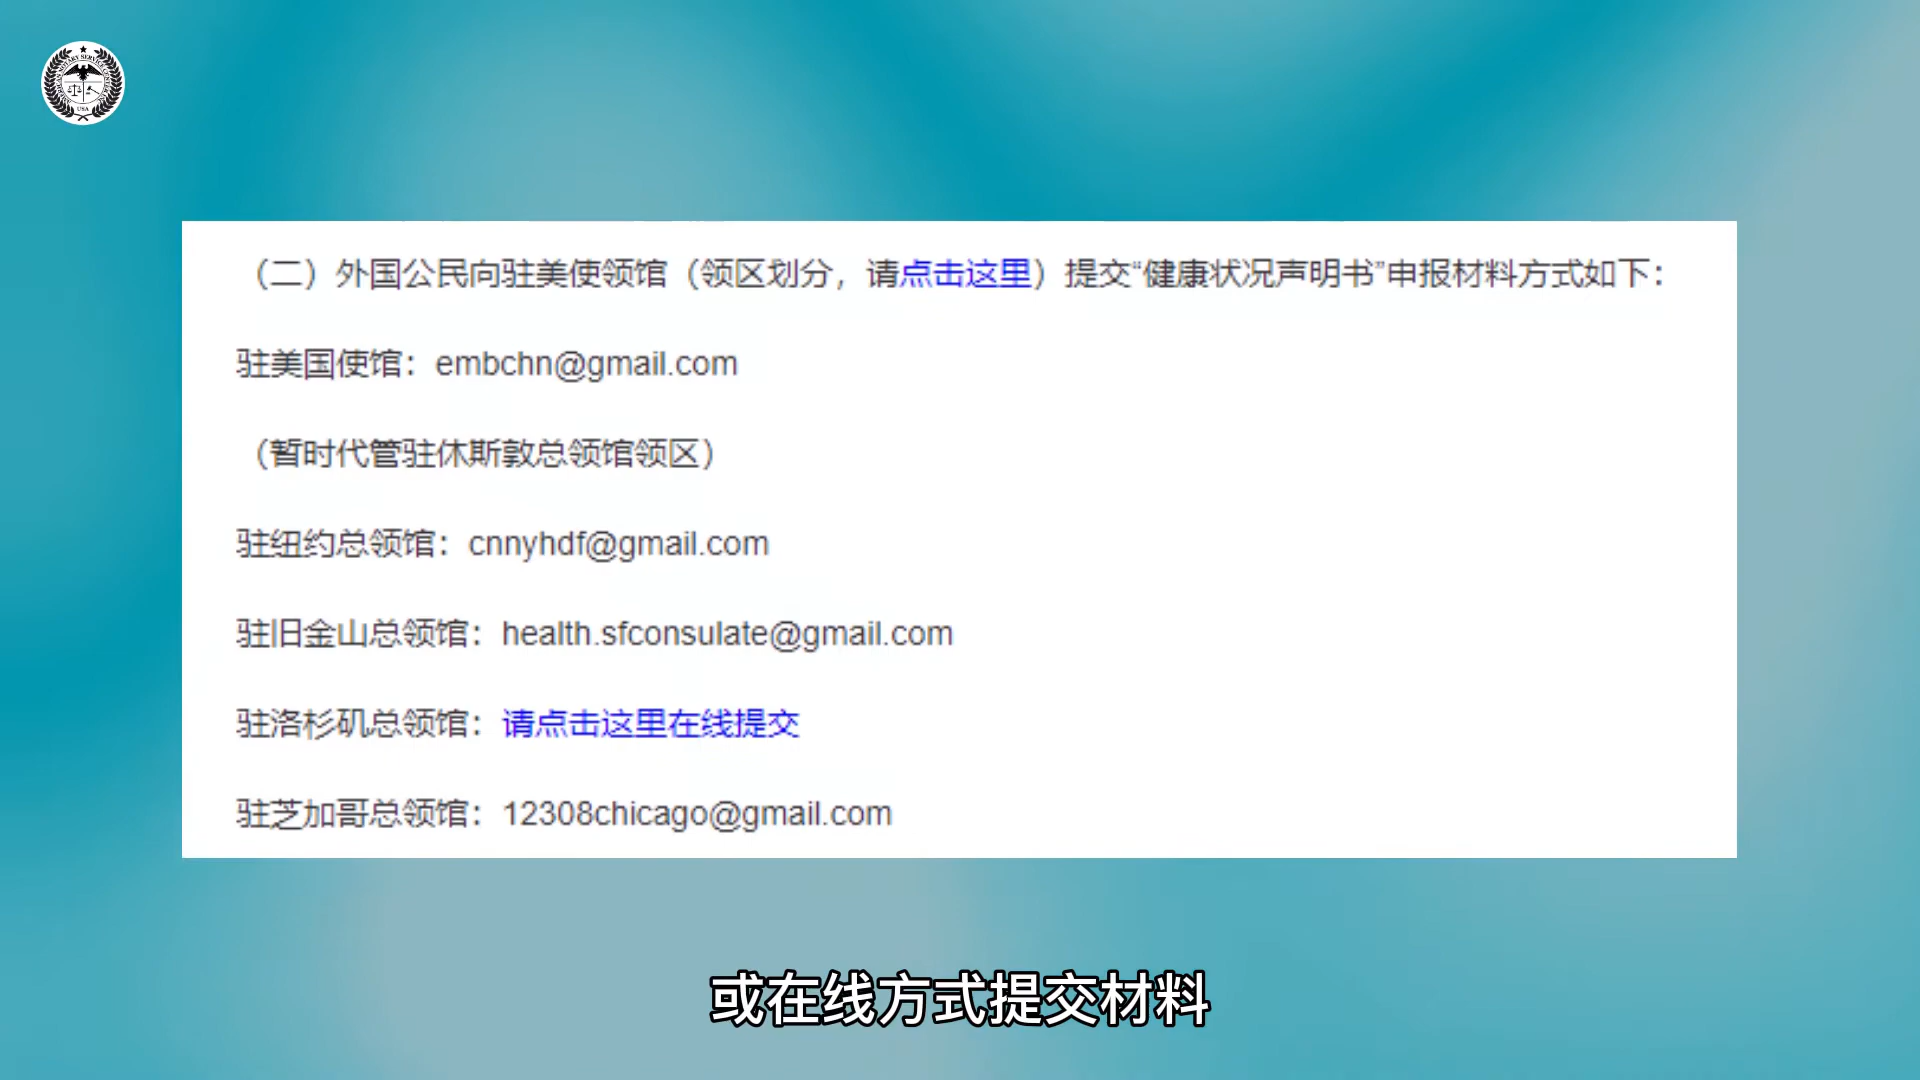 USA
（二）外国公民向驻美使领馆（领区划分，请点击这里）提交“健康状况声明书”申报材料方式如下：
驻美国使馆：embchn@gmail.com
（暂时代管驻休斯敦总领馆领区）
驻纽约总领馆：cnnyhdf@gmail.com
驻旧金山总领馆：health.sfconsulate@gmail.com
驻洛杉矶总领馆：请点击这里在线提交
驻芝加哥总领馆：12308chicago@gmail.com
或在线方式提交材料